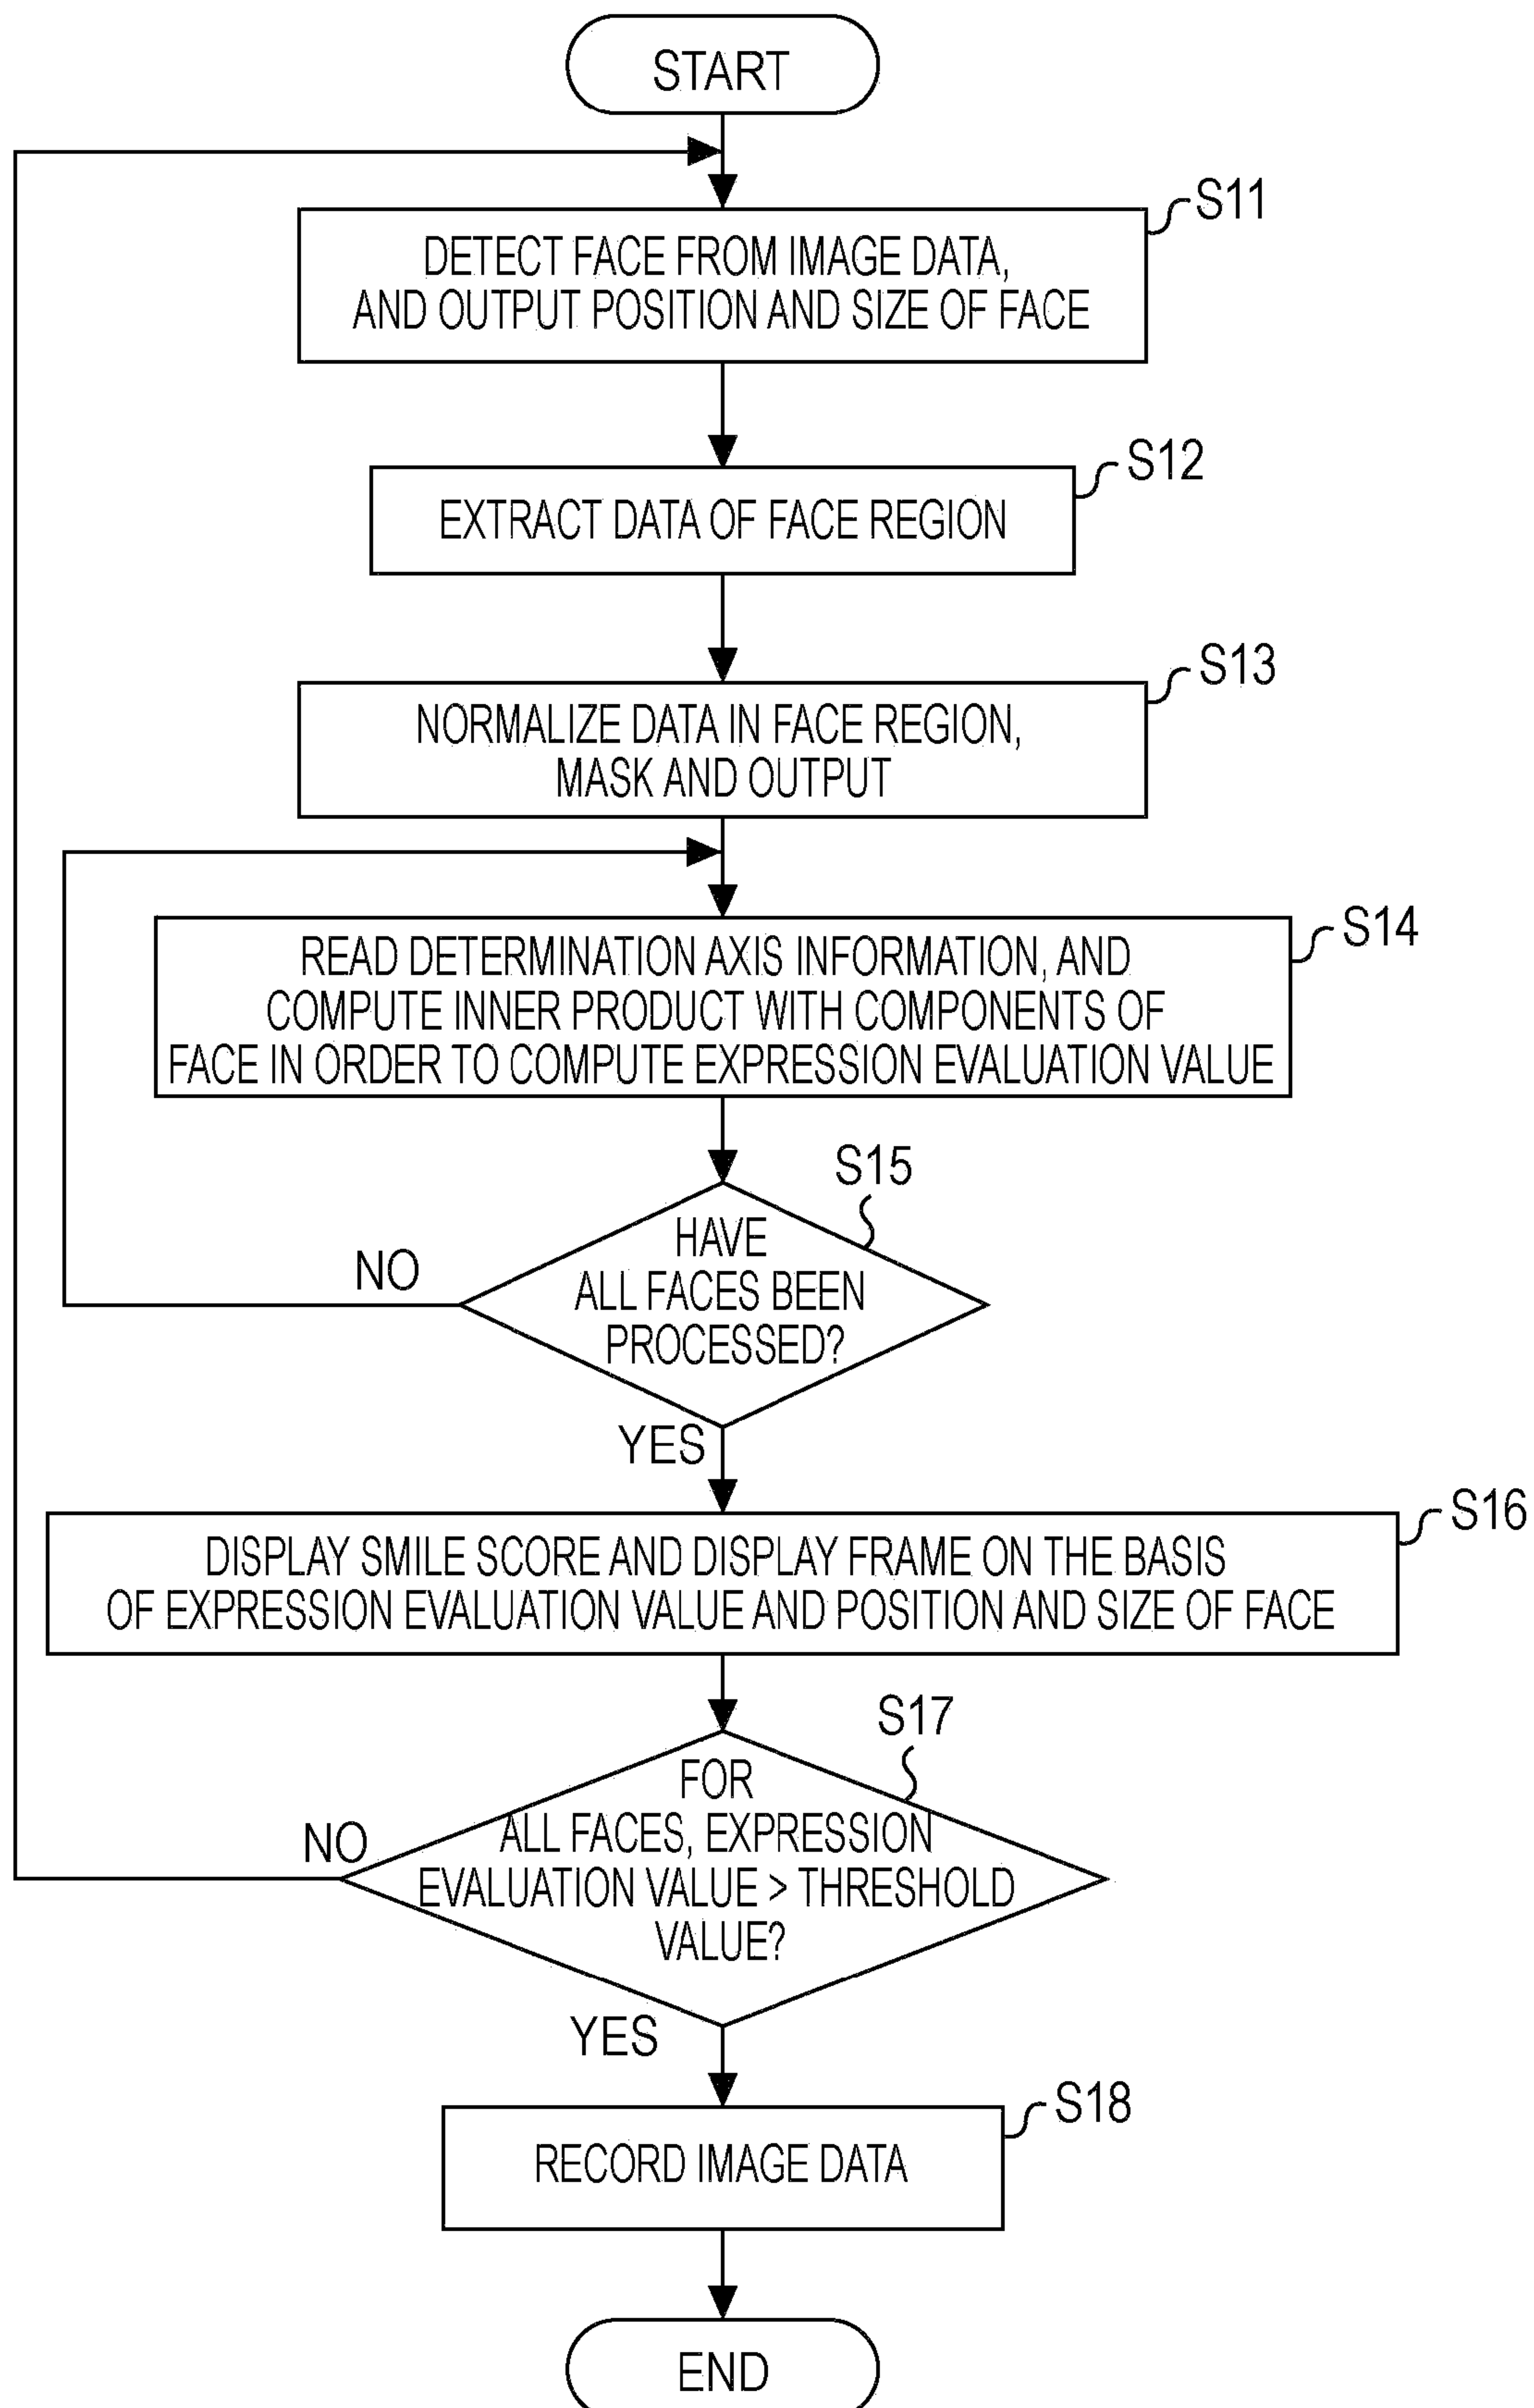 START
S11
DETECT FACE FROM IMAGE DATA,
AND OUTPUT POSITION AND SIZE OF FACE
S12
EXTRACT DATA OF FACE REGION
S13
NORMALIZE DATA IN FACE REGION,
MASK AND OUTPUT
S14
READ DETERMINATION AXIS INFORMATION, AND
COMPUTE INNER PRODUCT WITH COMPONENTS OF
FACE IN ORDER TO COMPUTE EXPRESSION EVALUATION VALUE
S15
HAVE
ALL FACES BEEN
PROCESSED?
NO
YES
S16
DISPLAY SMILE SCORE AND DISPLAY FRAME ON THE BASIS
OF EXPRESSION EVALUATION VALUE AND POSITION AND SIZE OF FACE
S17
FOR
ALL FACES, EXPRESSION
EVALUATION VALUE > THRESHOLD
VALUE?
NO
YES
S18
RECORD IMAGE DATA
END